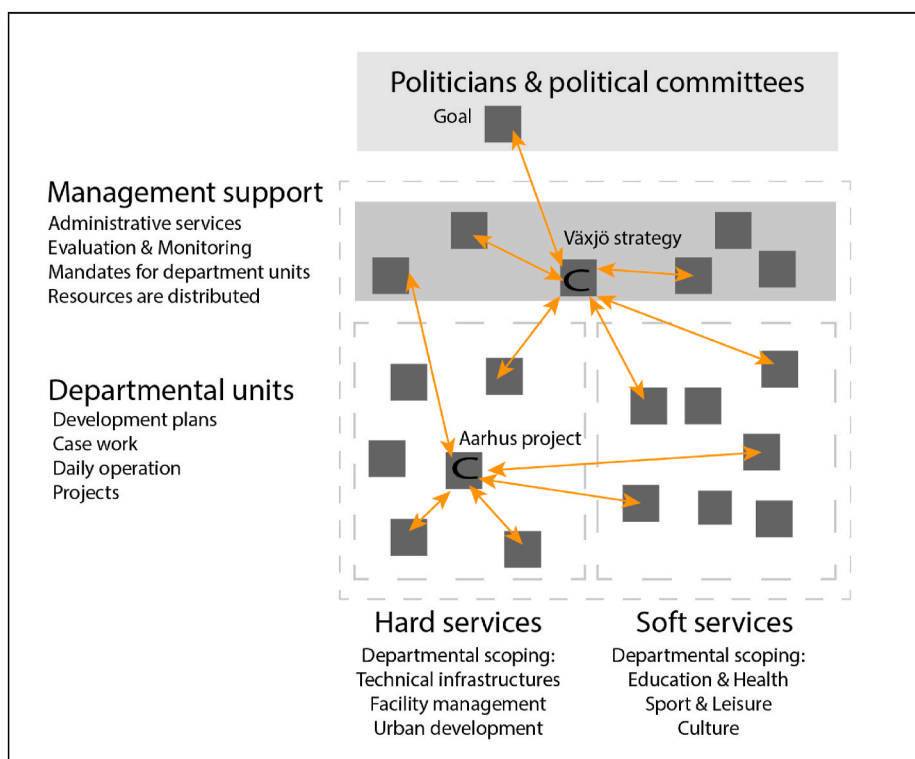 Politicians & political committees
Goal
Management support
Administrative services
Evaluation & Monitoring
Mandates for department units
Resources are distributed
Växjö strategy
C
Departmental units
Development plans
Case work
Daily operation
Projects
Aarhus project
C
Hard services
Departmental scoping:
Technical infrastructures
Facility management
Urban development
Soft services
Departmental scoping:
Education & Health
Sport & Leisure
Culture